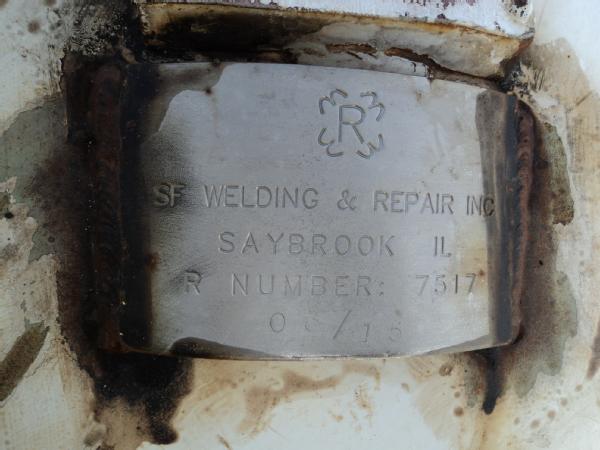 R
SF WELDING & REPAIR INC
SAYBROOK IL
R NUMBER: 7517